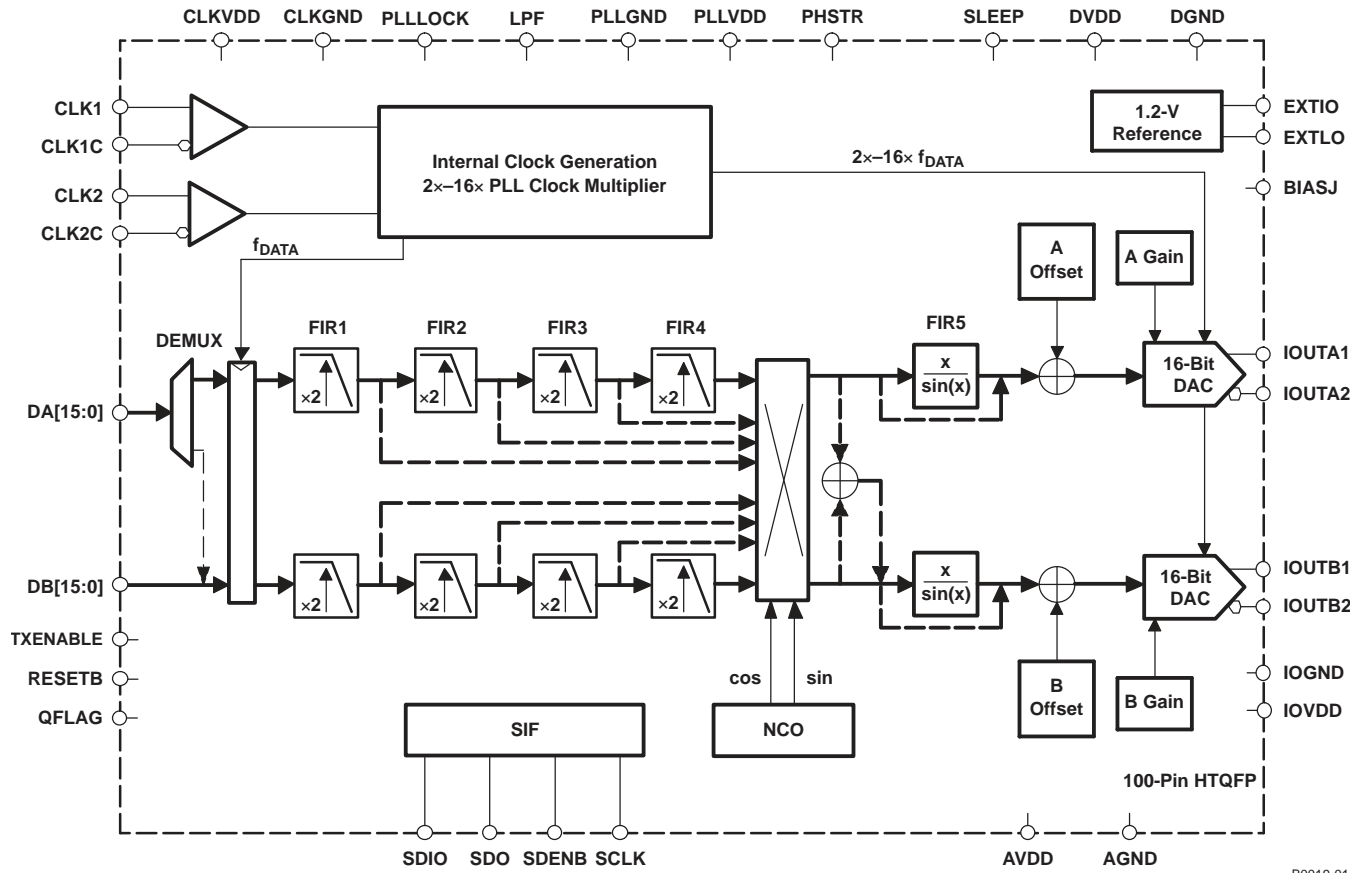 CLKVDD CLKGND PLLLOCK LPF PLLGND PLLVDD PHSTR SLEEP DVDD DGND
CLK1
CLK1C
CLK2
CLK2C
Internal Clock Generation
2×–16× PLL Clock Multiplier
2×–16× fDATA
fDATA
1.2-V
Reference
EXTIO
EXTLO
BIASJ
A
Offset
A Gain
DEMUX
FIR1
FIR2
FIR3
FIR4
FIR5
×2
×2
×2
×2
x
sin(x)
16-Bit
DAC
IOUTA1
IOUTA2
DA[15:0]
DB[15:0]
×2
×2
×2
×2
x
sin(x)
16-Bit
DAC
IOUTB1
IOUTB2
TXENABLE
RESETB
QFLAG
cos
sin
SIF
NCO
B
Offset
B Gain
IOGND
IOVDD
100-Pin HTQFP
SDIO SDO SDENB SCLK AVDD AGND